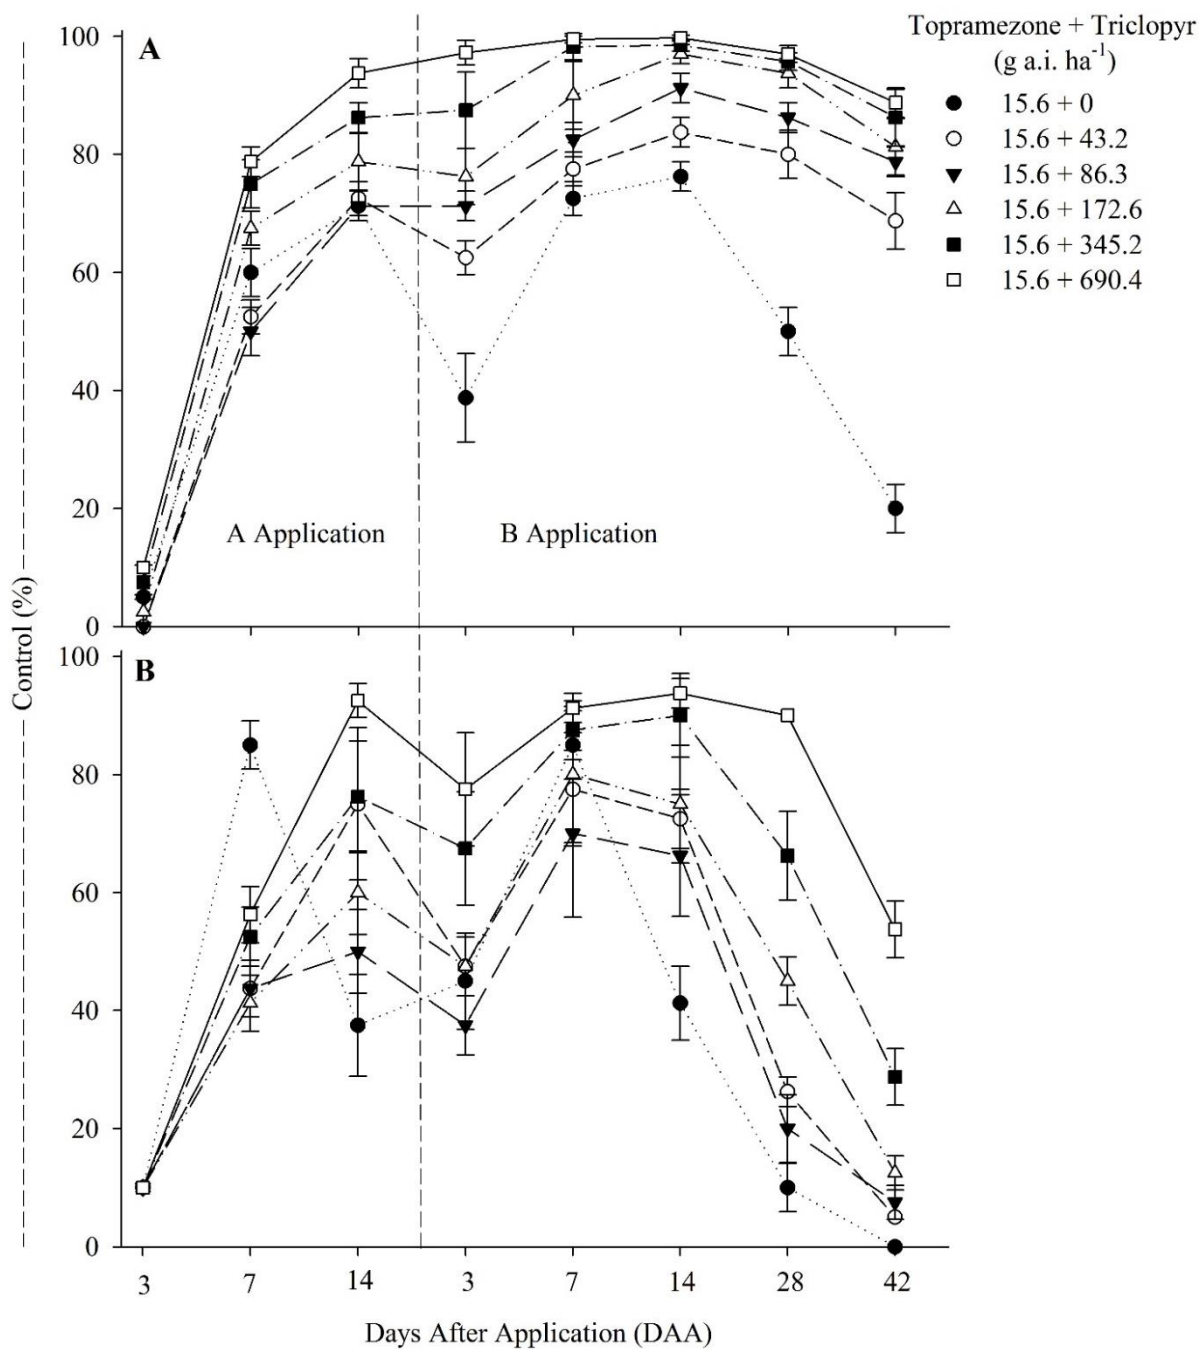 A
100
80
60
40
20
0
A Application
B Application
Topramezone + Triclopyr
(g a.i. ha⁻¹)
15.6 + 0
15.6 + 43.2
15.6 + 86.3
15.6 + 172.6
15.6 + 345.2
15.6 + 690.4
Control (%)
B
100
80
60
40
20
0
3 7 14 3 7 14 28 42
Days After Application (DAA)